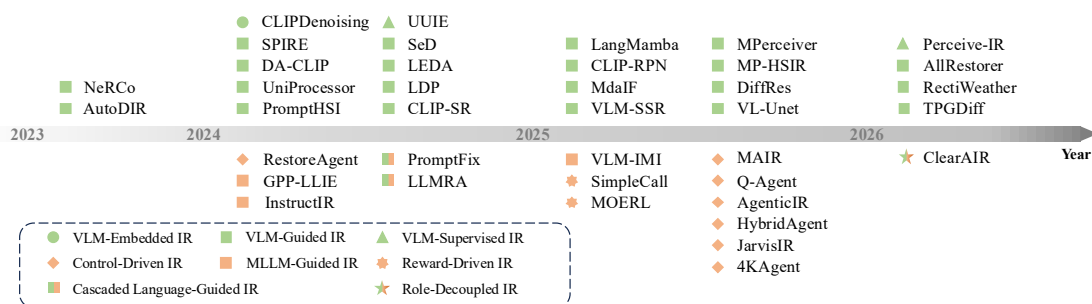 CLIPDenoising UUIE
SPIRE SeD LangMamba MPerceiver Perceive-IR
DA-CLIP LEDA CLIP-RPN MP-HSIR AllRestorer
NeRCo UniProcessor LDP MdaIF DiffRes RectiWeather
AutoDIR PromptHSI CLIP-SR VLM-SSR VL-Unet TPGDiff
2023 2024 2025 2026
Year
RestoreAgent PromptFix VLM-IMI MAIR ClearAIR
GPP-LLIE LLMRA SimpleCall Q-Agent
InstructIR MOERL AgenticIR
HybridAgent
JarvisIR
4KAgent
VLM-Embedded IR VLM-Guided IR VLM-Supervised IR
Control-Driven IR MLLM-Guided IR Reward-Driven IR
Cascaded Language-Guided IR Role-Decoupled IR